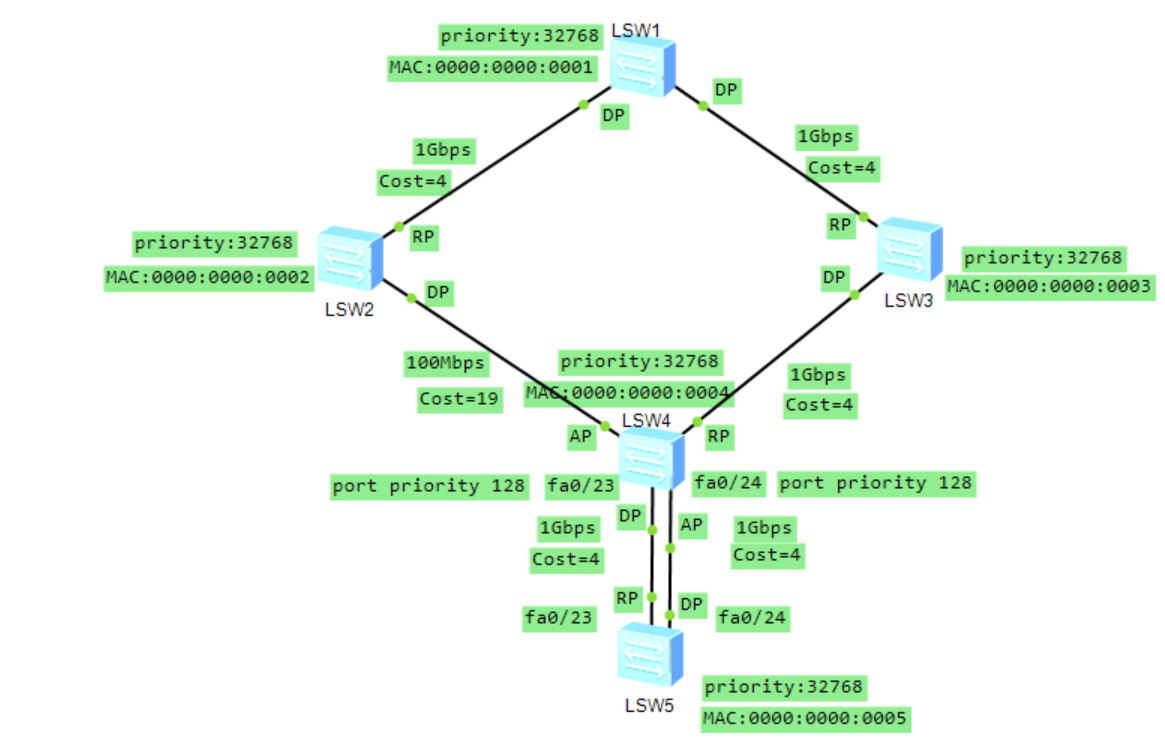 LSW1
priority:32768
MAC:0000:0000:0001
DP
DP
1Gbps
Cost=4
1Gbps
Cost=4
RP
RP
priority:32768
MAC:0000:0000:0002
LSW2
priority:32768
MAC:0000:0000:0003
LSW3
DP
DP
100Mbps
Cost=19
priority:32768
MAC:0000:0000:0004
LSW4
1Gbps
Cost=4
AP
RP
port priority 128
fa0/23
fa0/24
port priority 128
DP
1Gbps
Cost=4
AP
1Gbps
Cost=4
RP
fa0/23
DP
fa0/24
LSW5
priority:32768
MAC:0000:0000:0005